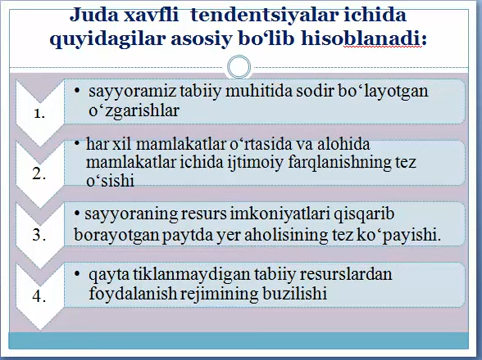 Juda xavfli tendentsiyalar ichida
quyidagilar asosiy bo‘lib hisoblanadi:
1.
• sayyoramiz tabiiy muhitida sodir bo‘layotgan
o‘zgarishlar
2.
• har xil mamlakatlar o‘rtasida va alohida
mamlakatlar ichida ijtimoiy farqlanishning tez
o‘sishi
3.
• sayyoraning resurs imkoniyatlari qisqarib
borayotgan paytda yer aholisining tez ko‘payishi.
4.
• qayta tiklanmaydigan tabiiy resurslardan
foydalanish rejimining buzilishi